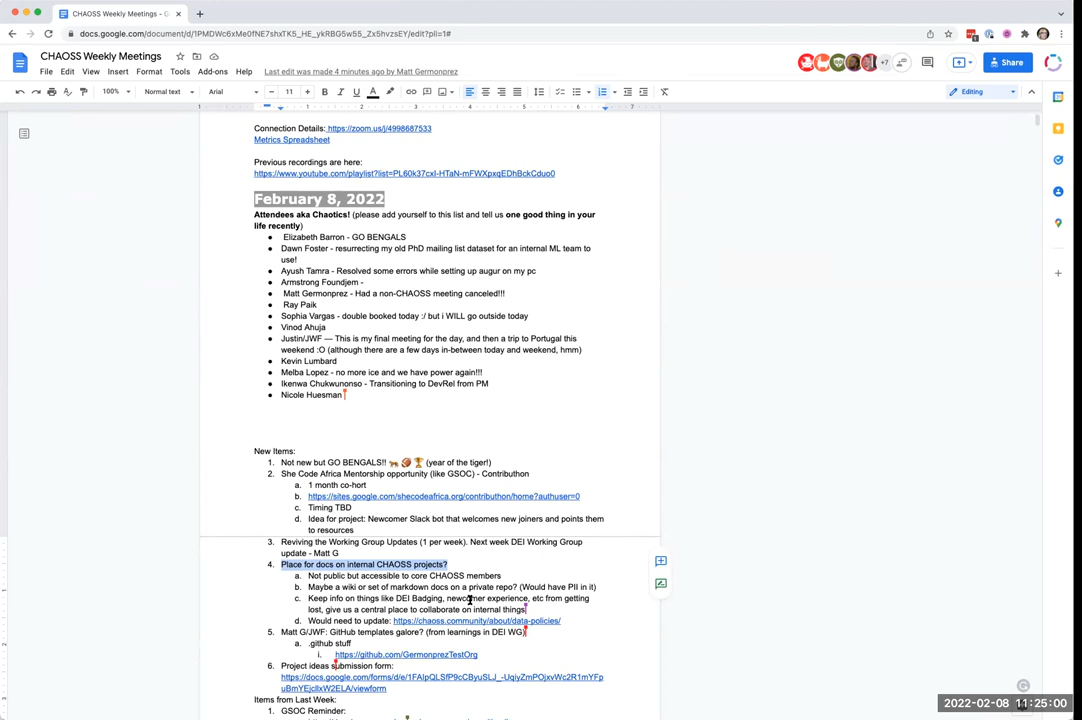 CHAOSS Weekly Meetings - G
docs.google.com/document/d/1PMDWc6xMe0fNE7shxTK5_HE_ykRBG5wy_Zx5hvzsEY/edit?pli=1#
CHAOSS Weekly Meetings
File Edit View Insert Format Tools Add-ons Help Last edit was made 4 minutes ago by Matt Germonprez
+7
Share
100% Normal text Arial 11 B I U A Editing
1 1 2 3 4 5 6 7
Connection Details: https://zoom.us/j/4998687533
Metrics Spreadsheet
Previous recordings are here:
https://www.youtube.com/playlist?list=PL60k37cxI-HTaN-mFWXpxqEDhBckCduo0
February 8, 2022
Attendees aka Chaotics! (please add yourself to this list and tell us one good thing in your
life recently)
● Elizabeth Barron - GO BENGALS
● Dawn Foster - resurrecting my old PhD mailing list dataset for an internal ML team to
use!
● Ayush Tamra - Resolved some errors while setting up augur on my pc
● Armstrong Foundjem -
● Matt Germonprez - Had a non-CHAOSS meeting canceled!!!
● Ray Paik
● Sophia Vargas - double booked today :/ but i WILL go outside today
● Vinod Ahuja
● Justin/JWF — This is my final meeting for the day, and then a trip to Portugal this
weekend :O (although there are a few days in-between today and weekend, hmm)
● Kevin Lumbard
● Melba Lopez - no more ice and we have power again!!!
● Ikenwa Chukwunonso - Transitioning to DevRel from PM
● Nicole Huesman
New Items:
1. Not new but GO BENGALS!! 🐅 🏈 🏆 (year of the tiger!)
2. She Code Africa Mentorship opportunity (like GSOC) - Contributhon
a. 1 month co-hort
b. https://sites.google.com/shecodeafrica.org/contributhon/home?authuser=0
c. Timing TBD
d. Idea for project: Newcomer Slack bot that welcomes new joiners and points them
to resources
3. Reviving the Working Group Updates (1 per week). Next week DEI Working Group
update - Matt G
4. Place for docs on internal CHAOSS projects?
a. Not public but accessible to core CHAOSS members
b. Maybe a wiki or set of markdown docs on a private repo? (Would have PII in it)
c. Keep info on things like DEI Badging, newcomer experience, etc from getting
lost, give us a central place to collaborate on internal things
d. Would need to update: https://chaoss.community/about/data-policies/
5. Matt G/JWF: GitHub templates galore? (from learnings in DEI WG)
a. .github stuff
i. https://github.com/GermonprezTestOrg
6. Project ideas submission form:
https://docs.google.com/forms/d/e/1FAIpQLSfP9cCByuSLJ_-UqjyZmPOjxvWc2R1mYFp
uBmYEjclIxW2ELA/viewform
Items from Last Week:
1. GSOC Reminder:
2022-02-08 11:25:00